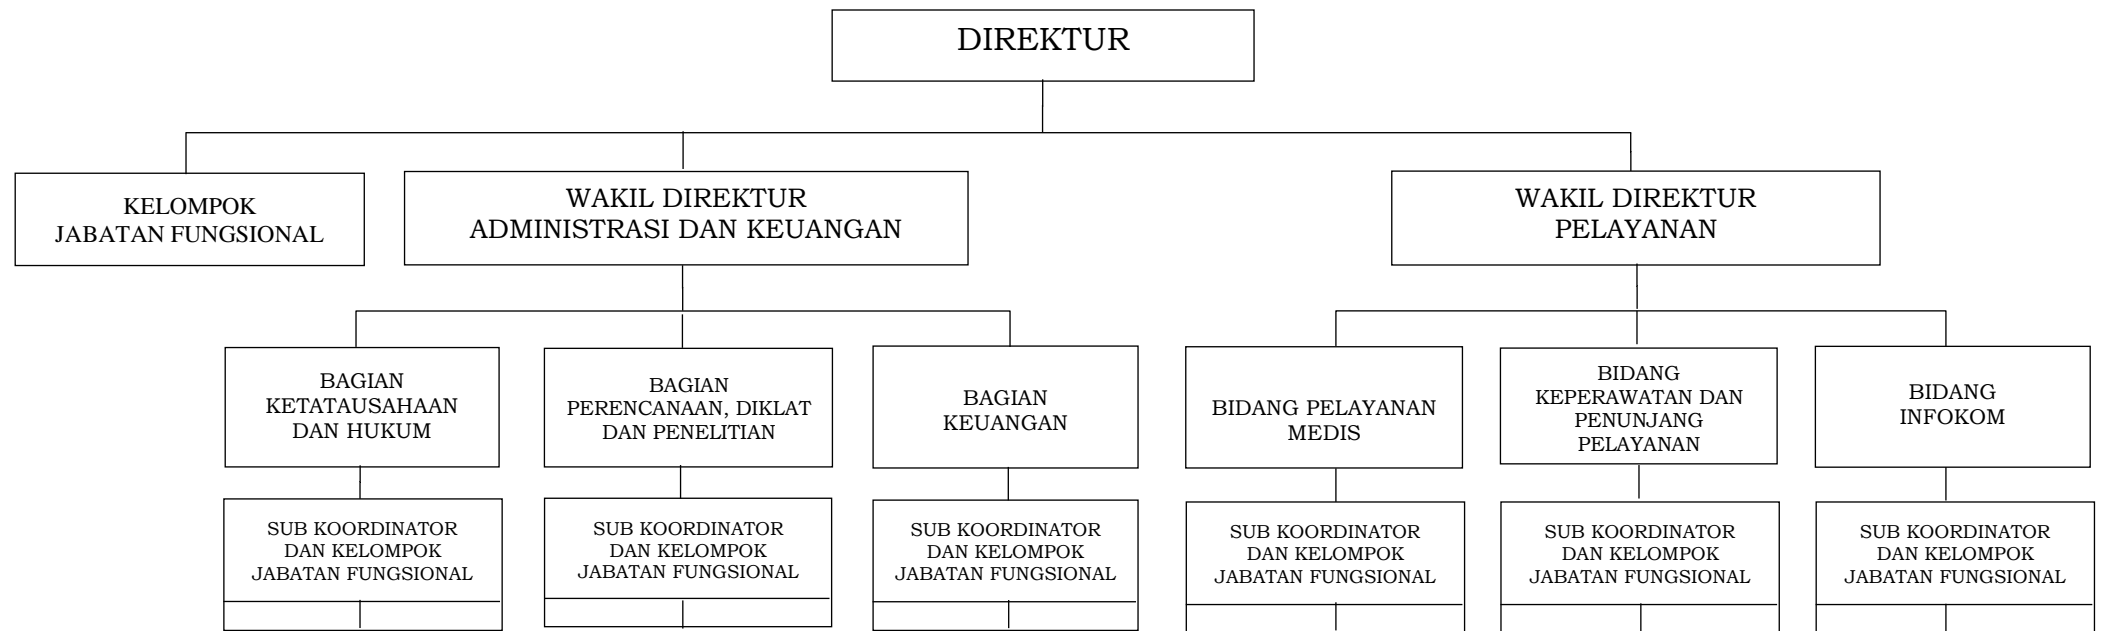 DIREKTUR
KELOMPOK
JABATAN FUNGSIONAL
WAKIL DIREKTUR
ADMINISTRASI DAN KEUANGAN
WAKIL DIREKTUR
PELAYANAN
BAGIAN
KETATAUSAHAAN
DAN HUKUM
BAGIAN
PERENCANAAN, DIKLAT
DAN PENELITIAN
BAGIAN
KEUANGAN
BIDANG PELAYANAN
MEDIS
BIDANG
KEPERAWATAN DAN
PENUNJANG
PELAYANAN
BIDANG
INFOKOM
SUB KOORDINATOR
DAN KELOMPOK
JABATAN FUNGSIONAL
SUB KOORDINATOR
DAN KELOMPOK
JABATAN FUNGSIONAL
SUB KOORDINATOR
DAN KELOMPOK
JABATAN FUNGSIONAL
SUB KOORDINATOR
DAN KELOMPOK
JABATAN FUNGSIONAL
SUB KOORDINATOR
DAN KELOMPOK
JABATAN FUNGSIONAL
SUB KOORDINATOR
DAN KELOMPOK
JABATAN FUNGSIONAL